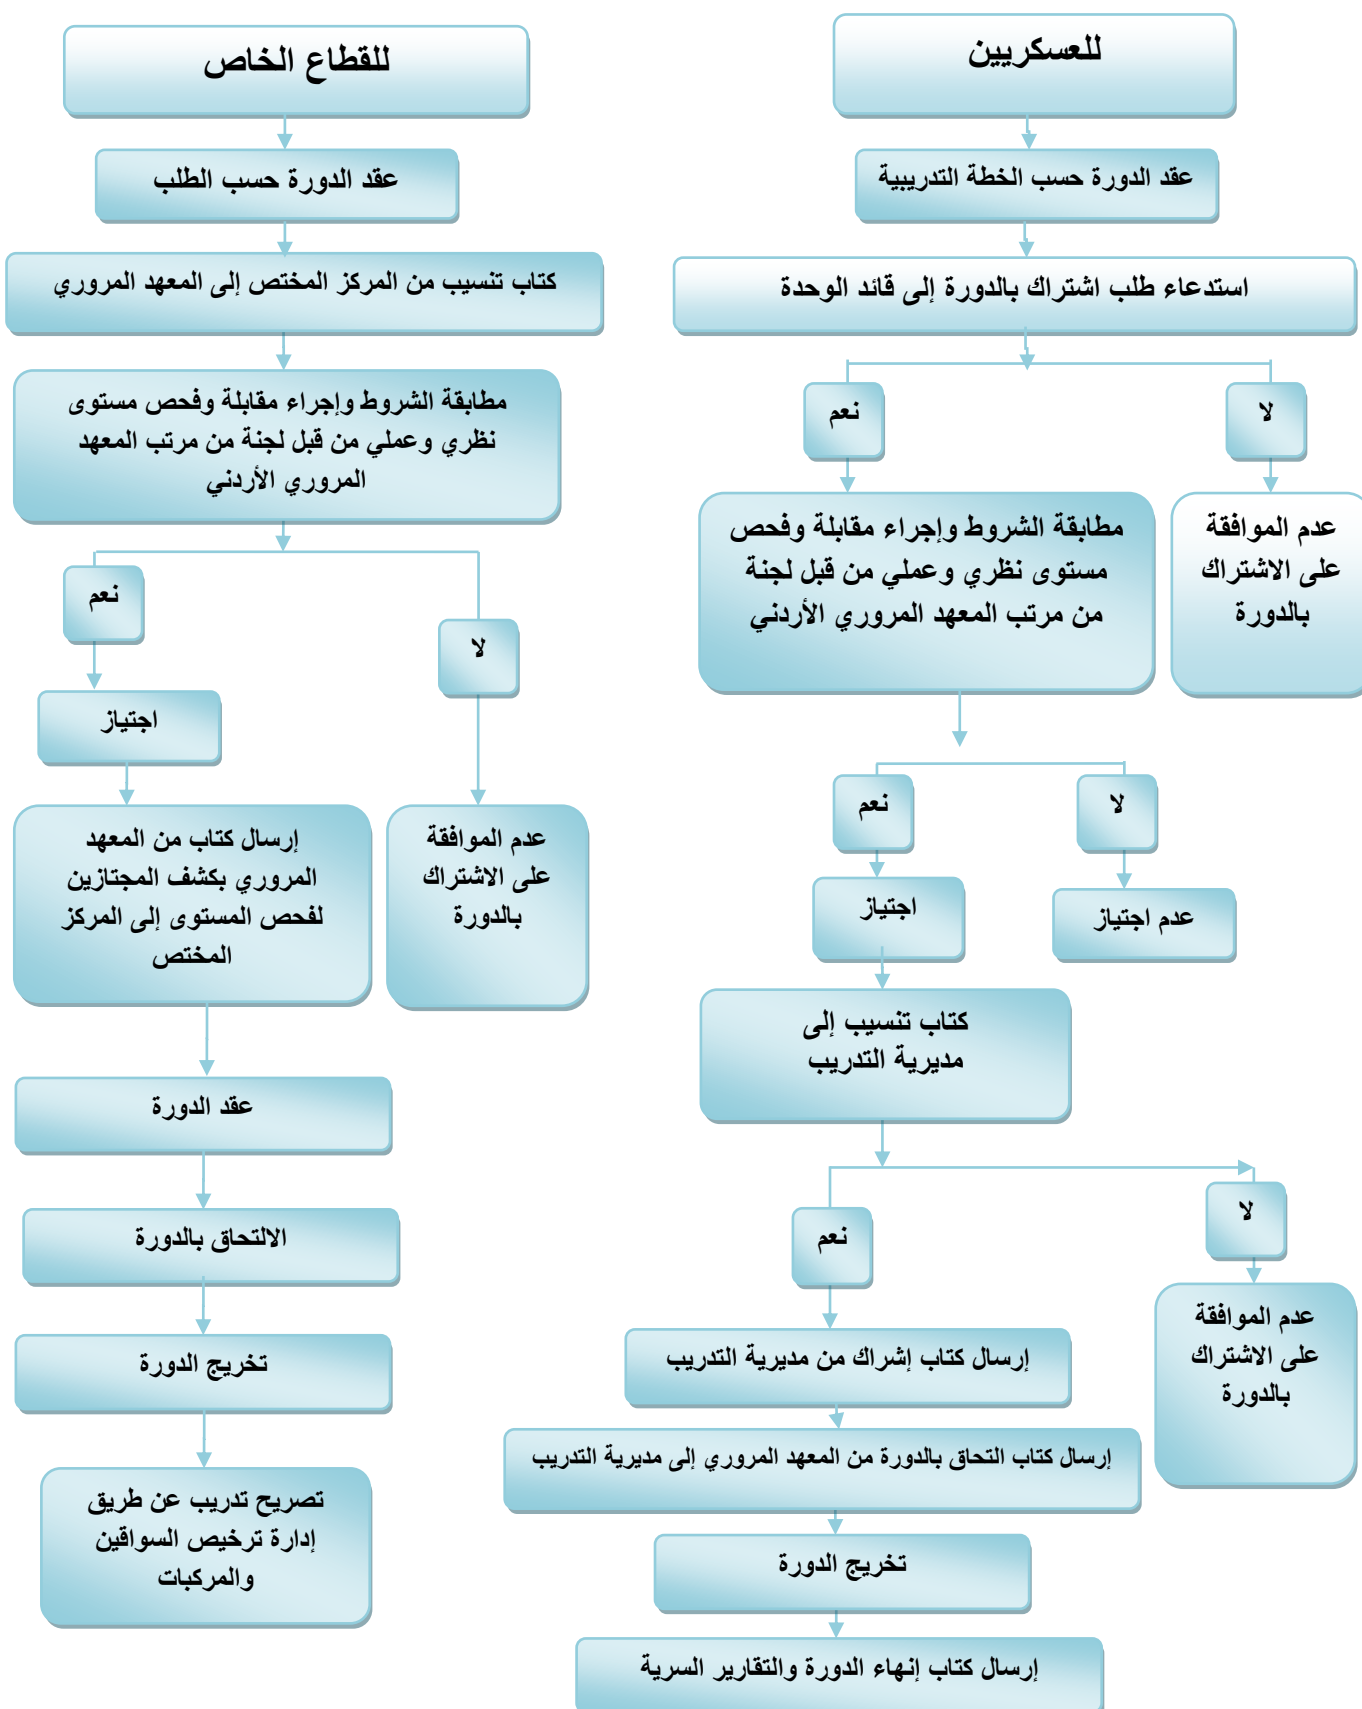 للعسكريين
عقد الدورة حسب الخطة التدريبية
استدعاء طلب اشتراك بالدورة إلى قائد الوحدة
لا
نعم
عدم الموافقة
على الاشتراك
بالدورة
مطابقة الشروط وإجراء مقابلة وفحص
مستوى نظري وعملي من قبل لجنة
من مرتب المعهد المروري الأردني
لا
نعم
عدم اجتياز
اجتياز
كتاب تنسيب إلى
مديرية التدريب
لا
نعم
عدم الموافقة
على الاشتراك
بالدورة
إرسال كتاب إشراك من مديرية التدريب
إرسال كتاب التحاق بالدورة من المعهد المروري إلى مديرية التدريب
تخريج الدورة
إرسال كتاب إنهاء الدورة والتقارير السرية
للقطاع الخاص
عقد الدورة حسب الطلب
كتاب تنسيب من المركز المختص إلى المعهد المروري
مطابقة الشروط وإجراء مقابلة وفحص مستوى
نظري وعملي من قبل لجنة من مرتب المعهد
المروري الأردني
لا
نعم
عدم الموافقة
على الاشتراك
بالدورة
اجتياز
إرسال كتاب من المعهد
المروري بكشف المجتازين
لفحص المستوى إلى المركز
المختص
عقد الدورة
الالتحاق بالدورة
تخريج الدورة
تصريح تدريب عن طريق
إدارة ترخيص السواقين
والمركبات